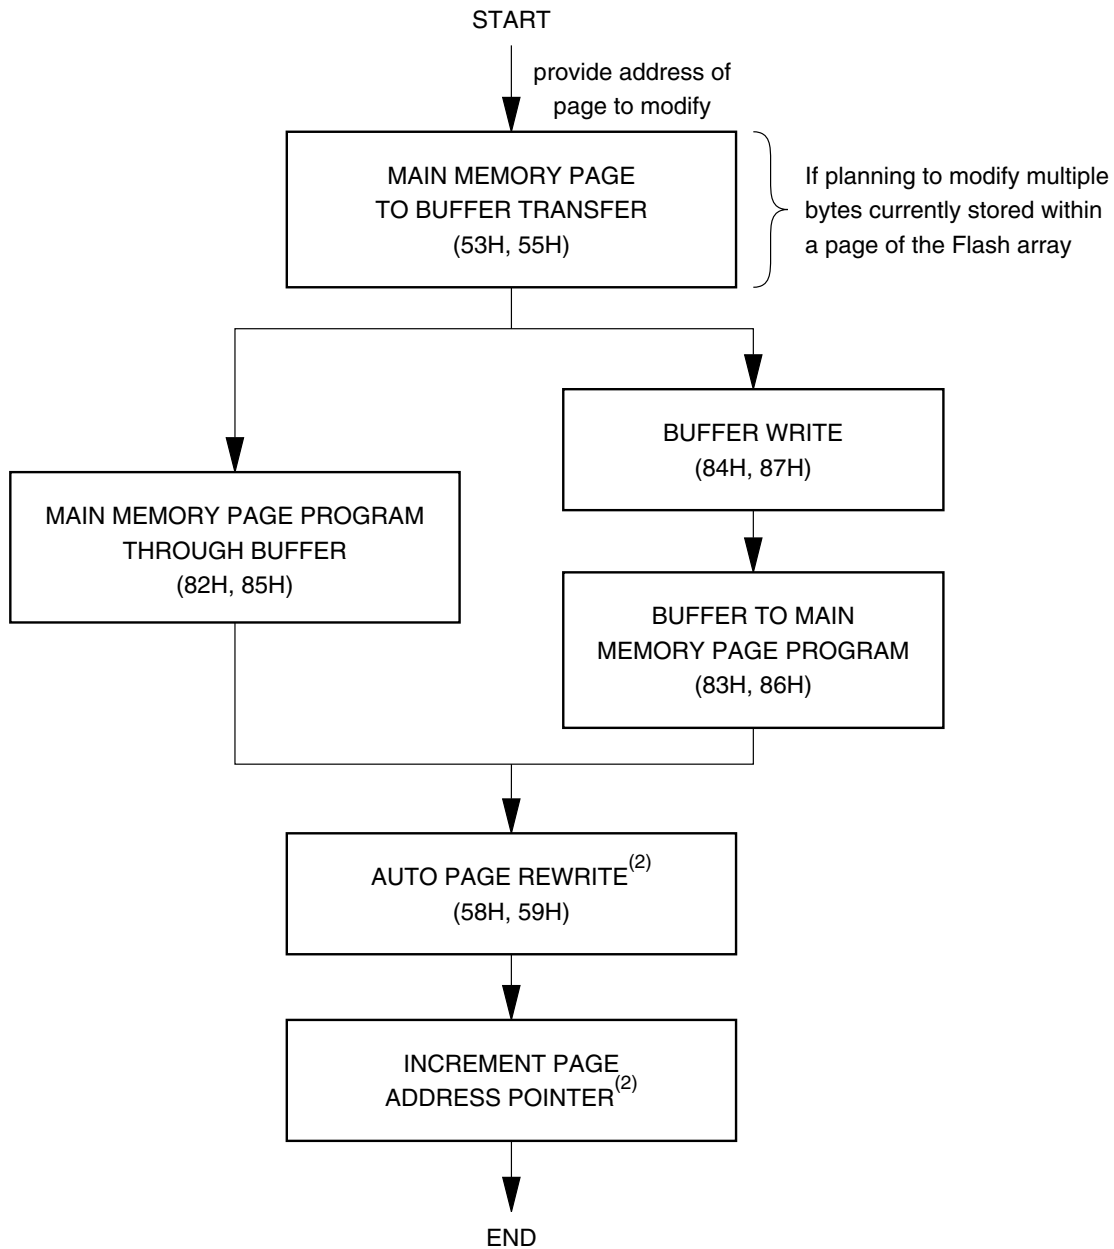 START
provide address of
page to modify
MAIN MEMORY PAGE
TO BUFFER TRANSFER
(53H, 55H)
If planning to modify multiple
bytes currently stored within
a page of the Flash array
BUFFER WRITE
(84H, 87H)
MAIN MEMORY PAGE PROGRAM
THROUGH BUFFER
(82H, 85H)
BUFFER TO MAIN
MEMORY PAGE PROGRAM
(83H, 86H)
AUTO PAGE REWRITE(2)
(58H, 59H)
INCREMENT PAGE
ADDRESS POINTER(2)
END